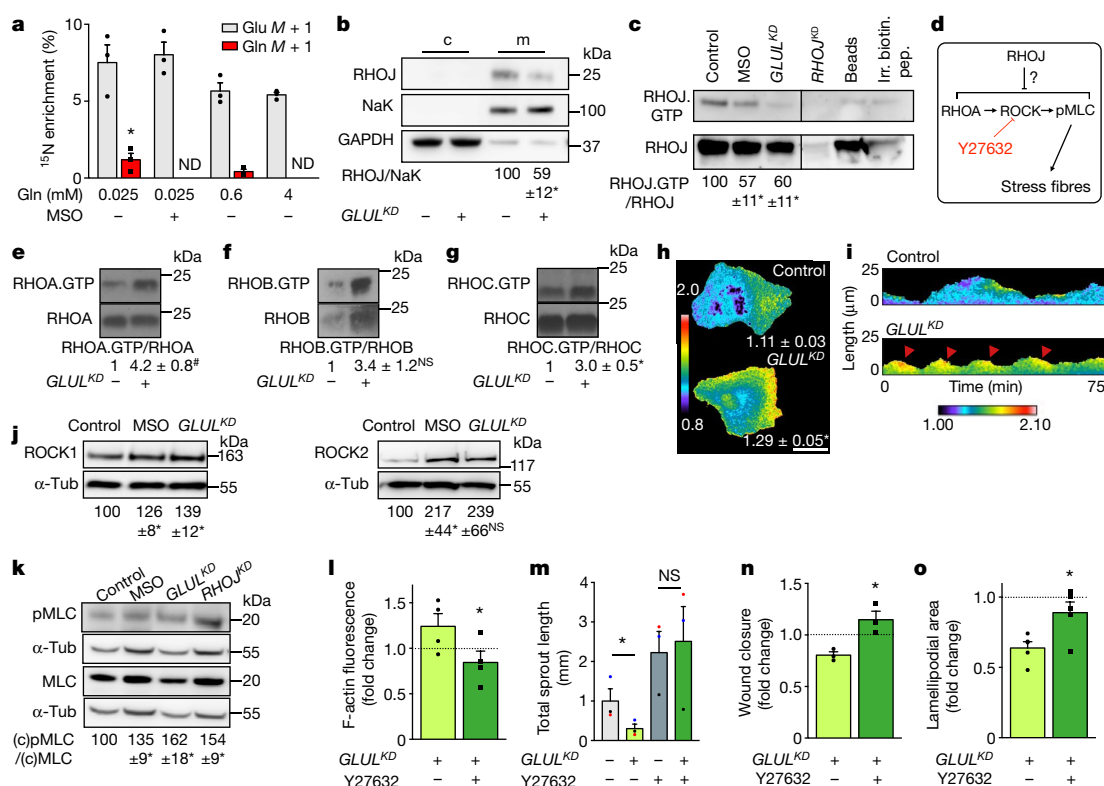 a
¹⁵N enrichment (%)
10
5
0
Glu M + 1
Gln M + 1
*
ND
ND
Gln (mM) 0.025 0.025 0.6 4
MSO – + – –
b
c m
kDa
RHOJ 25
NaK 100
GAPDH 37
RHOJ/NaK 100 59
±12*
GLULᴷᴰ – + – +
c
Control MSO GLULᴷᴰ RHOJᴷᴰ Beads Irr. biotin. pep.
RHOJ.
GTP
RHOJ
RHOJ.GTP 100 57 60
/RHOJ ±11* ±11*
d
RHOJ
?
RHOA ROCK pMLC
Y27632
Stress fibres
e
kDa
RHOA.GTP 25
RHOA 25
RHOA.GTP/RHOA
1 4.2 ± 0.8#
GLULᴷᴰ – +
f
kDa
RHOB.GTP 25
RHOB 25
RHOB.GTP/RHOB
1 3.4 ± 1.2ᴺˢ
GLULᴷᴰ – +
g
kDa
RHOC.GTP 25
RHOC 25
RHOC.GTP/RHOC
1 3.0 ± 0.5*
GLULᴷᴰ – +
h
Control
2.0
1.11 ± 0.03
GLULᴷᴰ
0.8
1.29 ± 0.05*
i
Control
25
0
GLULᴷᴰ
25
0
Length (μm)
0 Time (min) 75
1.00 2.10
j
Control MSO GLULᴷᴰ
kDa
ROCK1 163
α-Tub 55
100 126 139
±8* ±12*
Control MSO GLULᴷᴰ
kDa
ROCK2 117
α-Tub 55
100 217 239
±44* ±66ᴺˢ
k
Control MSO GLULᴷᴰ RHOJᴷᴰ
kDa
pMLC 20
α-Tub 55
MLC 20
α-Tub 55
(c)pMLC 100 135 162 154
/(c)MLC ±9* ±18* ±9*
l
F-actin fluorescence
(fold change)
1.5
1.0
0.5
0
*
GLULᴷᴰ + +
Y27632 – +
m
Total sprout length
(mm)
4
3
2
1
0
*
NS
GLULᴷᴰ – + – +
Y27632 – – + +
n
Wound closure
(fold change)
1.5
1.0
0.5
0
*
GLULᴷᴰ + +
Y27632 – +
o
Lamellipodial area
(fold change)
1.0
0.5
0
*
GLULᴷᴰ + +
Y27632 – +